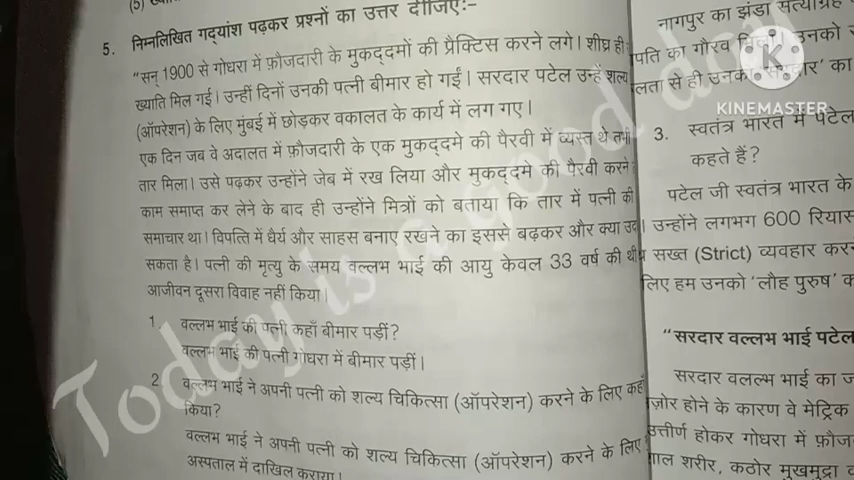 (5)
5. निम्नलिखित गद्यांश पढ़कर प्रश्नों का उत्तर दीजिए:-
"सन् 1900 से गोधरा में फ़ौजदारी के मुकद्दमों की प्रैक्टिस करने लगे। शीघ्र ही
ख्याति मिल गई। उन्हीं दिनों उनकी पत्नी बीमार हो गईं। सरदार पटेल उन्हें शल्य
(ऑपरेशन) के लिए मुंबई में छोड़कर वकालत के कार्य में लग गए।
एक दिन जब वे अदालत में फ़ौजदारी के एक मुकद्दमे की पैरवी में व्यस्त थे तभी
तार मिला। उसे पढ़कर उन्होंने जेब में रख लिया और मुकद्दमे की पैरवी करने
काम समाप्त कर लेने के बाद ही उन्होंने मित्रों को बताया कि तार में पत्नी की
समाचार था। विपत्ति में धैर्य और साहस बनाए रखने का इससे बढ़कर और क्या
सकता है। पत्नी की मृत्यु के समय वल्लभ भाई की आयु केवल 33 वर्ष की थी
आजीवन दूसरा विवाह नहीं किया।
1. वल्लभ भाई की पत्नी कहाँ बीमार पड़ीं?
वल्लभ भाई की पत्नी गोधरा में बीमार पड़ीं।
2. वल्लभ भाई ने अपनी पत्नी को शल्य चिकित्सा (ऑपरेशन) करने के लिए कहाँ
किया?
वल्लभ भाई ने अपनी पत्नी को शल्य चिकित्सा (ऑपरेशन) करने के लिए
अस्पताल में दाखिल कराया।
नागपुर का झंडा सत्याग्रह
पति का गौरव उनको
से ही उनको का
3. स्वतंत्र भारत में पटेल
कहते हैं?
पटेल जी स्वतंत्र भारत के
उन्होंने लगभग 600
सख्त (Strict) व्यवहार
लिए हम उनको 'लौह पुरुष'
"सरदार वल्लभ भाई पटेल
सरदार वलल्भ भाई का
होने के कारण वे मेट्रिक
उत्तीर्ण होकर गोधरा में
शरीर, कठोर मुखमुद्रा
KINEMASTER
Today is a good day